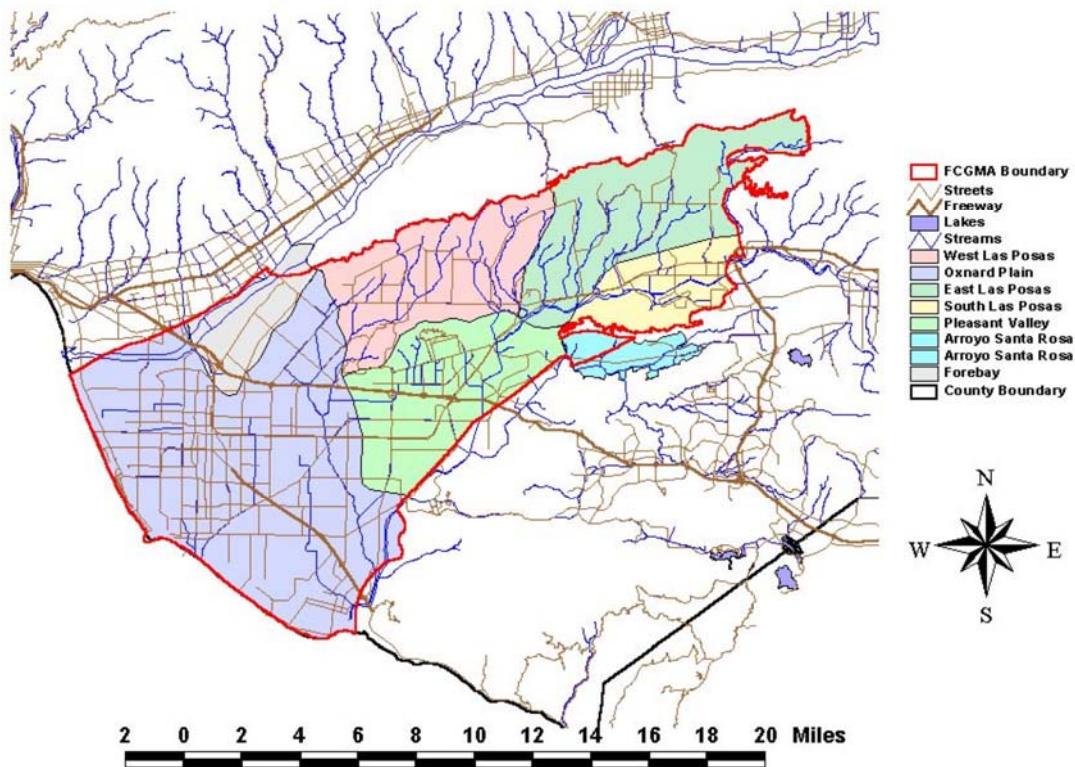 FCGMA Boundary
Streets
Freeway
Lakes
Streams
West Las Posas
Oxnard Plain
East Las Posas
South Las Posas
Pleasant Valley
Arroyo Santa Rosa
Arroyo Santa Rosa
Forebay
County Boundary
N
W E
S
2 0 2 4 6 8 10 12 14 16 18 20 Miles